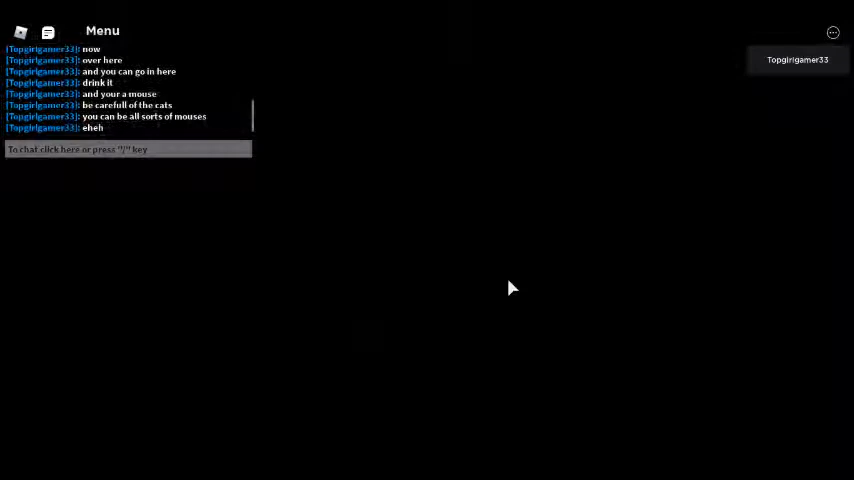 Menu
[Topgirlgamer33]: now
[Topgirlgamer33]: over here
[Topgirlgamer33]: and you can go in here
[Topgirlgamer33]: drink it
[Topgirlgamer33]: and your a mouse
[Topgirlgamer33]: be carefull of the cats
[Topgirlgamer33]: you can be all sorts of mouses
[Topgirlgamer33]: eheh
To chat click here or press "/" key
Topgirlgamer33